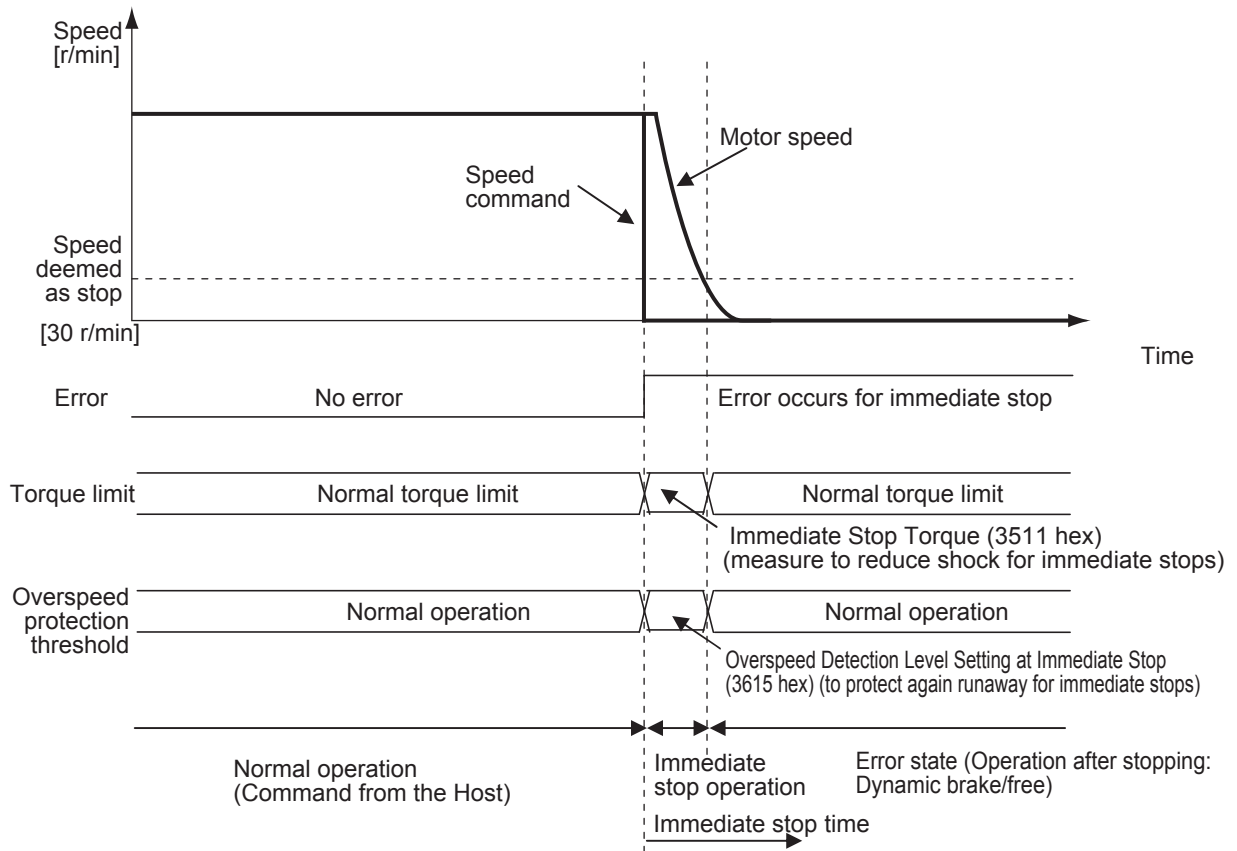 Speed
[r/min]
Motor speed
Speed
command
Speed
deemed
as stop
[30 r/min]
Time
Error
No error
Error occurs for immediate stop
Torque limit
Normal torque limit
Normal torque limit
Immediate Stop Torque (3511 hex)
(measure to reduce shock for immediate stops)
Overspeed
protection
threshold
Normal operation
Normal operation
Overspeed Detection Level Setting at Immediate Stop
(3615 hex) (to protect again runaway for immediate stops)
Normal operation
(Command from the Host)
Immediate
stop operation
Error state (Operation after stopping:
Dynamic brake/free)
Immediate stop time